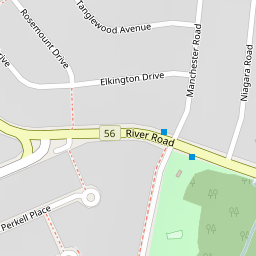 Tanglewood Avenue
Rosemount Drive
Manchester Road
Niagara Road
Elkington Drive
56
River Road
Perkell Place